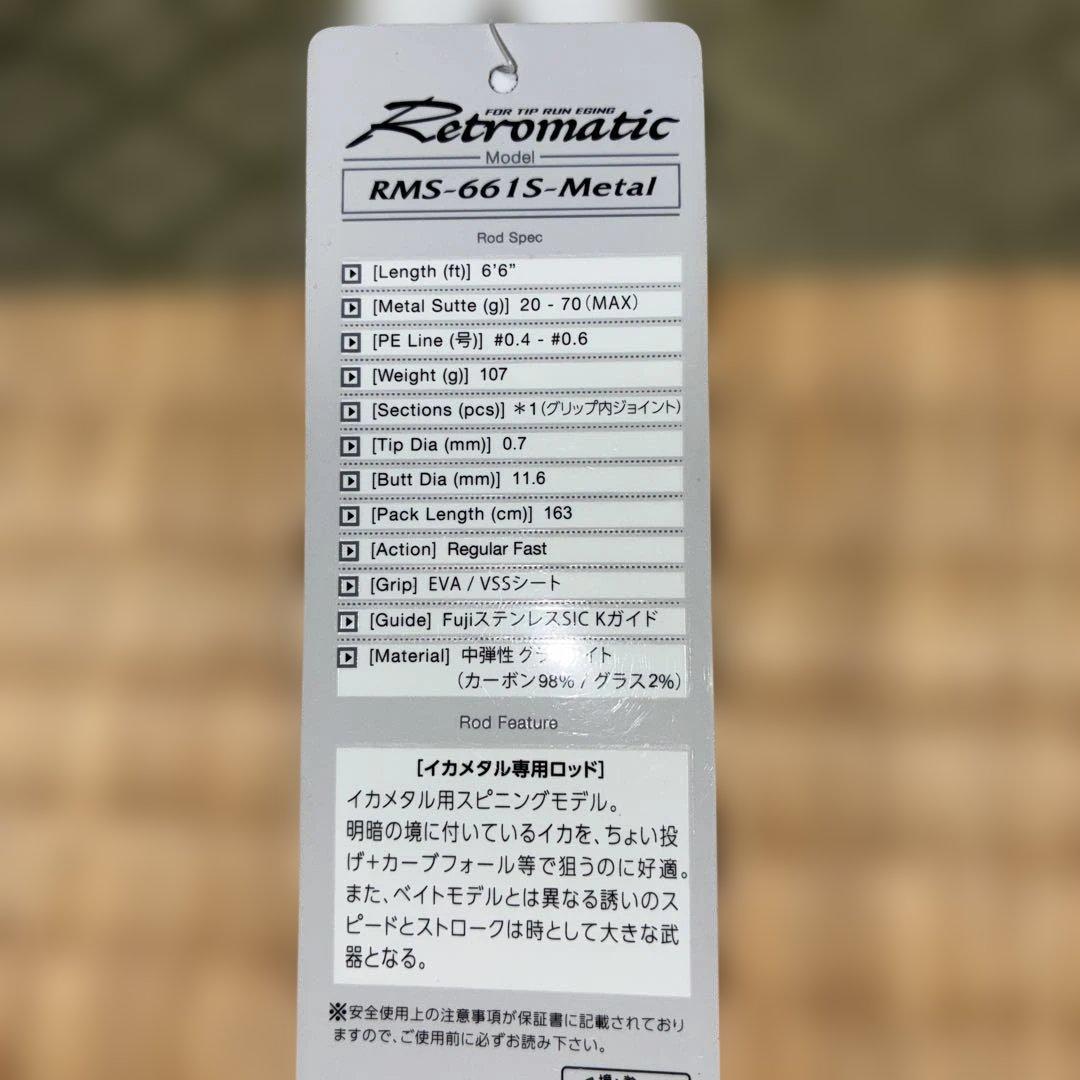 FOR TIP RUN EGING
Retromatic
Model
RMS-661S-Metal
Rod Spec
[Length (ft)] 6'6"
[Metal Sutte (g)] 20 - 70(MAX)
[PE Line (号)] #0.4 - #0.6
[Weight (g)] 107
[Sections (pcs)] *1(グリップ内ジョイント)
[Tip Dia (mm)] 0.7
[Butt Dia (mm)] 11.6
[Pack Length (cm)] 163
[Action] Regular Fast
[Grip] EVA / VSSシート
[Guide] FujiステンレスSIC Kガイド
[Material] 中弾性
(カーボン98% / グラス2%)
Rod Feature
[イカメタル専用ロッド]
イカメタル用スピニングモデル。
明暗の境に付いているイカを、ちょい投
げ+カーブフォール等で狙うのに好適。
また、ベイトモデルとは異なる誘いのス
ピードとストロークは時として大きな武
器となる。
※安全使用上の注意事項が保証書に記載されており
ますので、ご使用前に必ずお読み下さい。